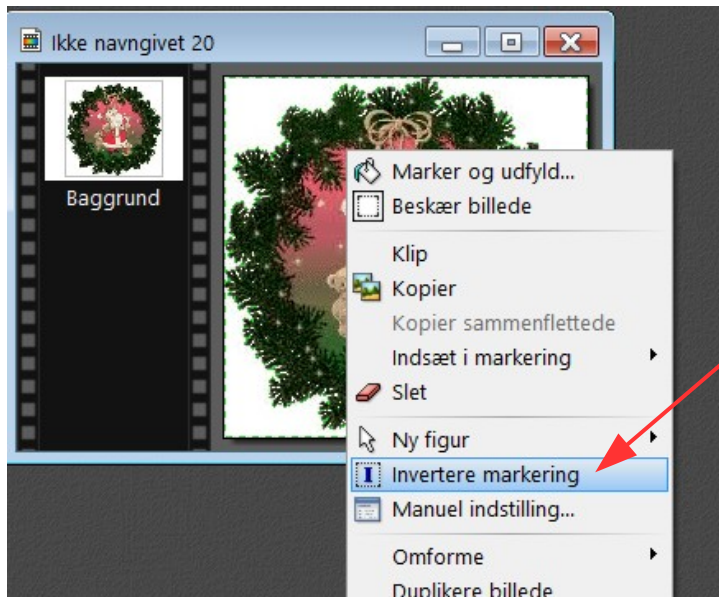 Ikke navngivet 20
Baggrund
Marker og udfyld...
Beskær billede
Klip
Kopier
Kopier sammenflettede
Indsæt i markering
Slet
Ny figur
Invertere markering
Manuel indstilling...
Omforme
Duplikere billede